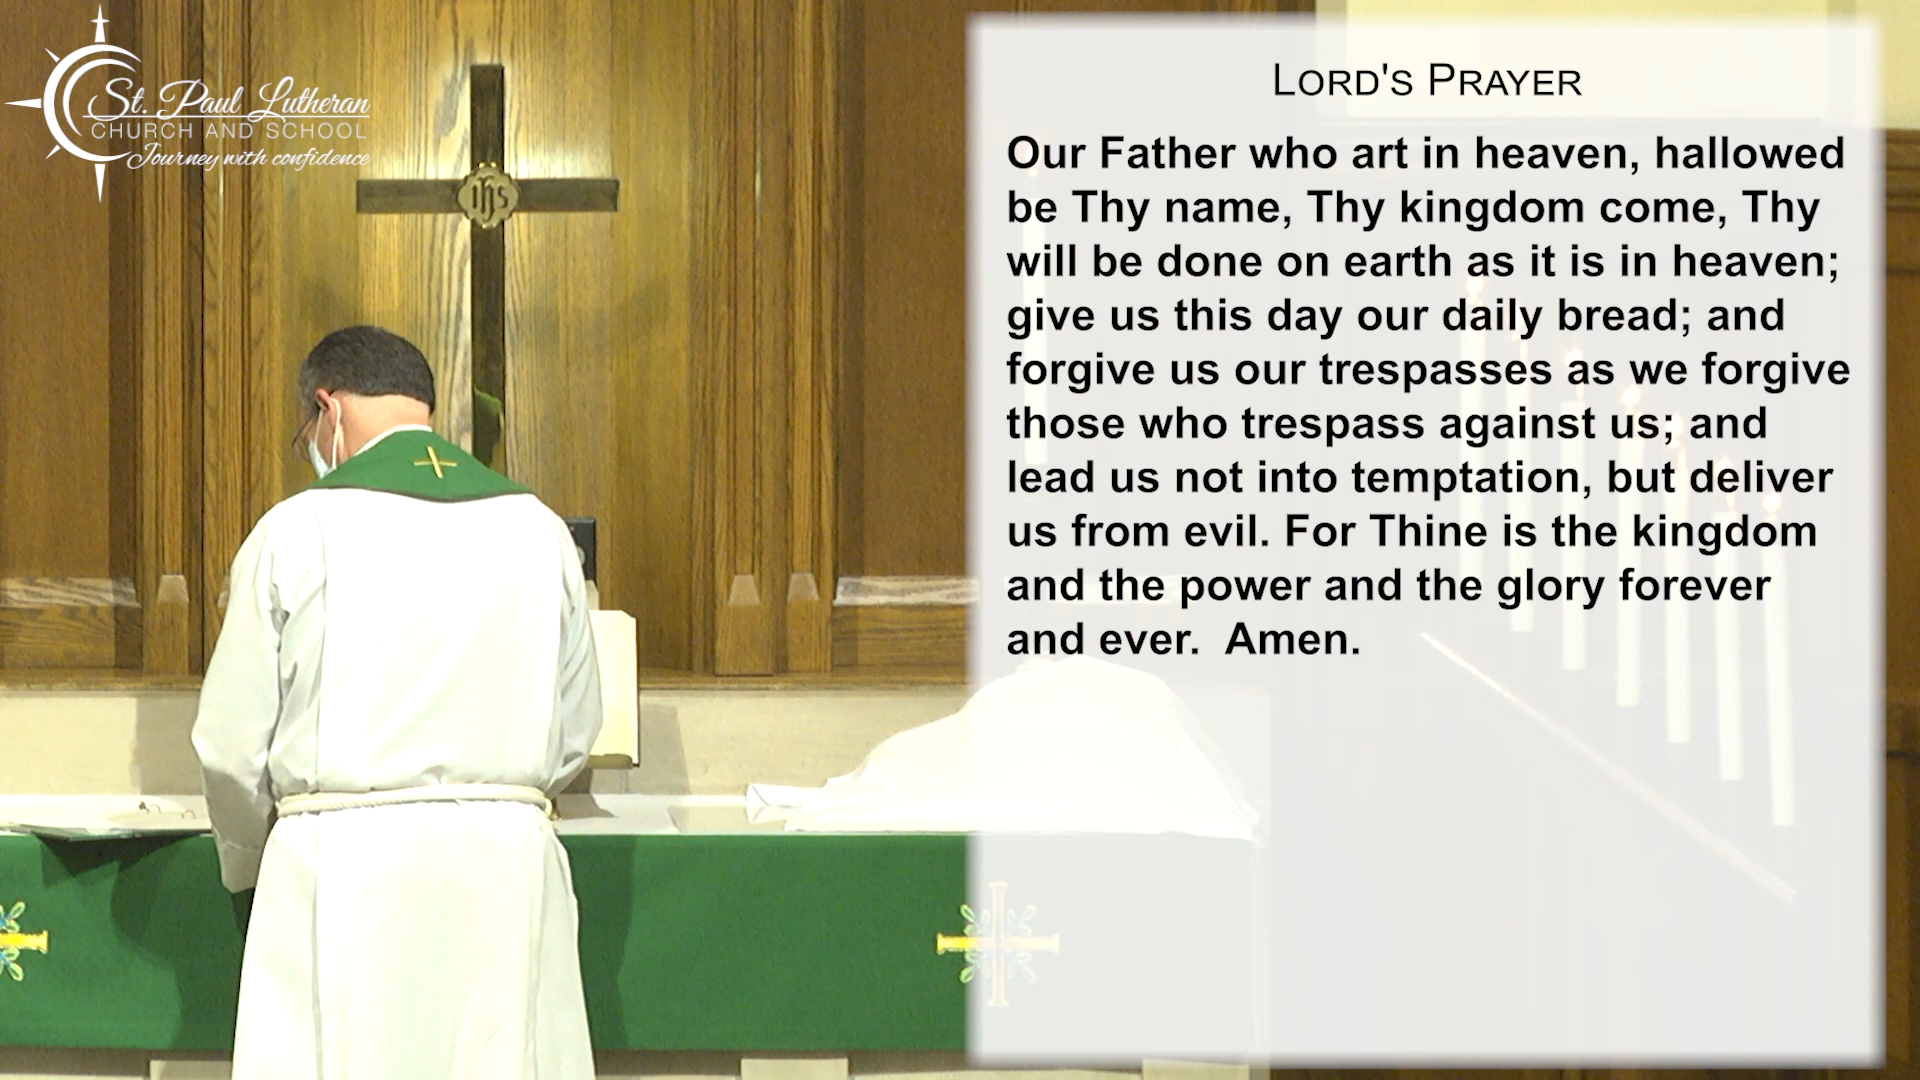 St. Paul Lutheran
CHURCH AND SCHOOL
Journey with confidence
ihs
LORD'S PRAYER
Our Father who art in heaven, hallowed
be Thy name, Thy kingdom come, Thy
will be done on earth as it is in heaven;
give us this day our daily bread; and
forgive us our trespasses as we forgive
those who trespass against us; and
lead us not into temptation, but deliver
us from evil. For Thine is the kingdom
and the power and the glory forever
and ever.  Amen.